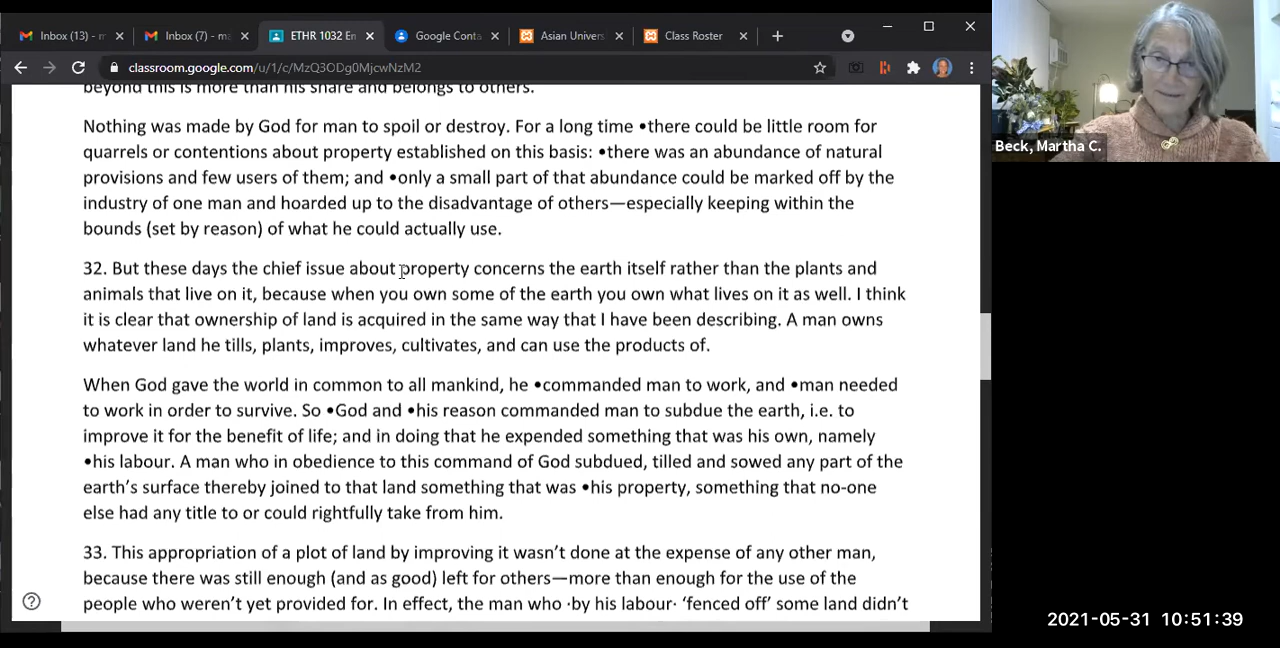 Inbox (13) - m
Inbox (7) - ma
ETHR 1032 En
Google Conta
Asian Univers
Class Roster
classroom.google.com/u/1/c/MzQ3ODg0MjcwNzM2
beyond this is more than his share and belongs to others.
Nothing was made by God for man to spoil or destroy. For a long time •there could be little room for
quarrels or contentions about property established on this basis: •there was an abundance of natural
provisions and few users of them; and •only a small part of that abundance could be marked off by the
industry of one man and hoarded up to the disadvantage of others—especially keeping within the
bounds (set by reason) of what he could actually use.
32. But these days the chief issue about property concerns the earth itself rather than the plants and
animals that live on it, because when you own some of the earth you own what lives on it as well. I think
it is clear that ownership of land is acquired in the same way that I have been describing. A man owns
whatever land he tills, plants, improves, cultivates, and can use the products of.
When God gave the world in common to all mankind, he •commanded man to work, and •man needed
to work in order to survive. So •God and •his reason commanded man to subdue the earth, i.e. to
improve it for the benefit of life; and in doing that he expended something that was his own, namely
•his labour. A man who in obedience to this command of God subdued, tilled and sowed any part of the
earth’s surface thereby joined to that land something that was •his property, something that no-one
else had any title to or could rightfully take from him.
33. This appropriation of a plot of land by improving it wasn’t done at the expense of any other man,
because there was still enough (and as good) left for others—more than enough for the use of the
people who weren’t yet provided for. In effect, the man who ·by his labour· ‘fenced off’ some land didn’t
Beck, Martha C.
2021-05-31 10:51:39